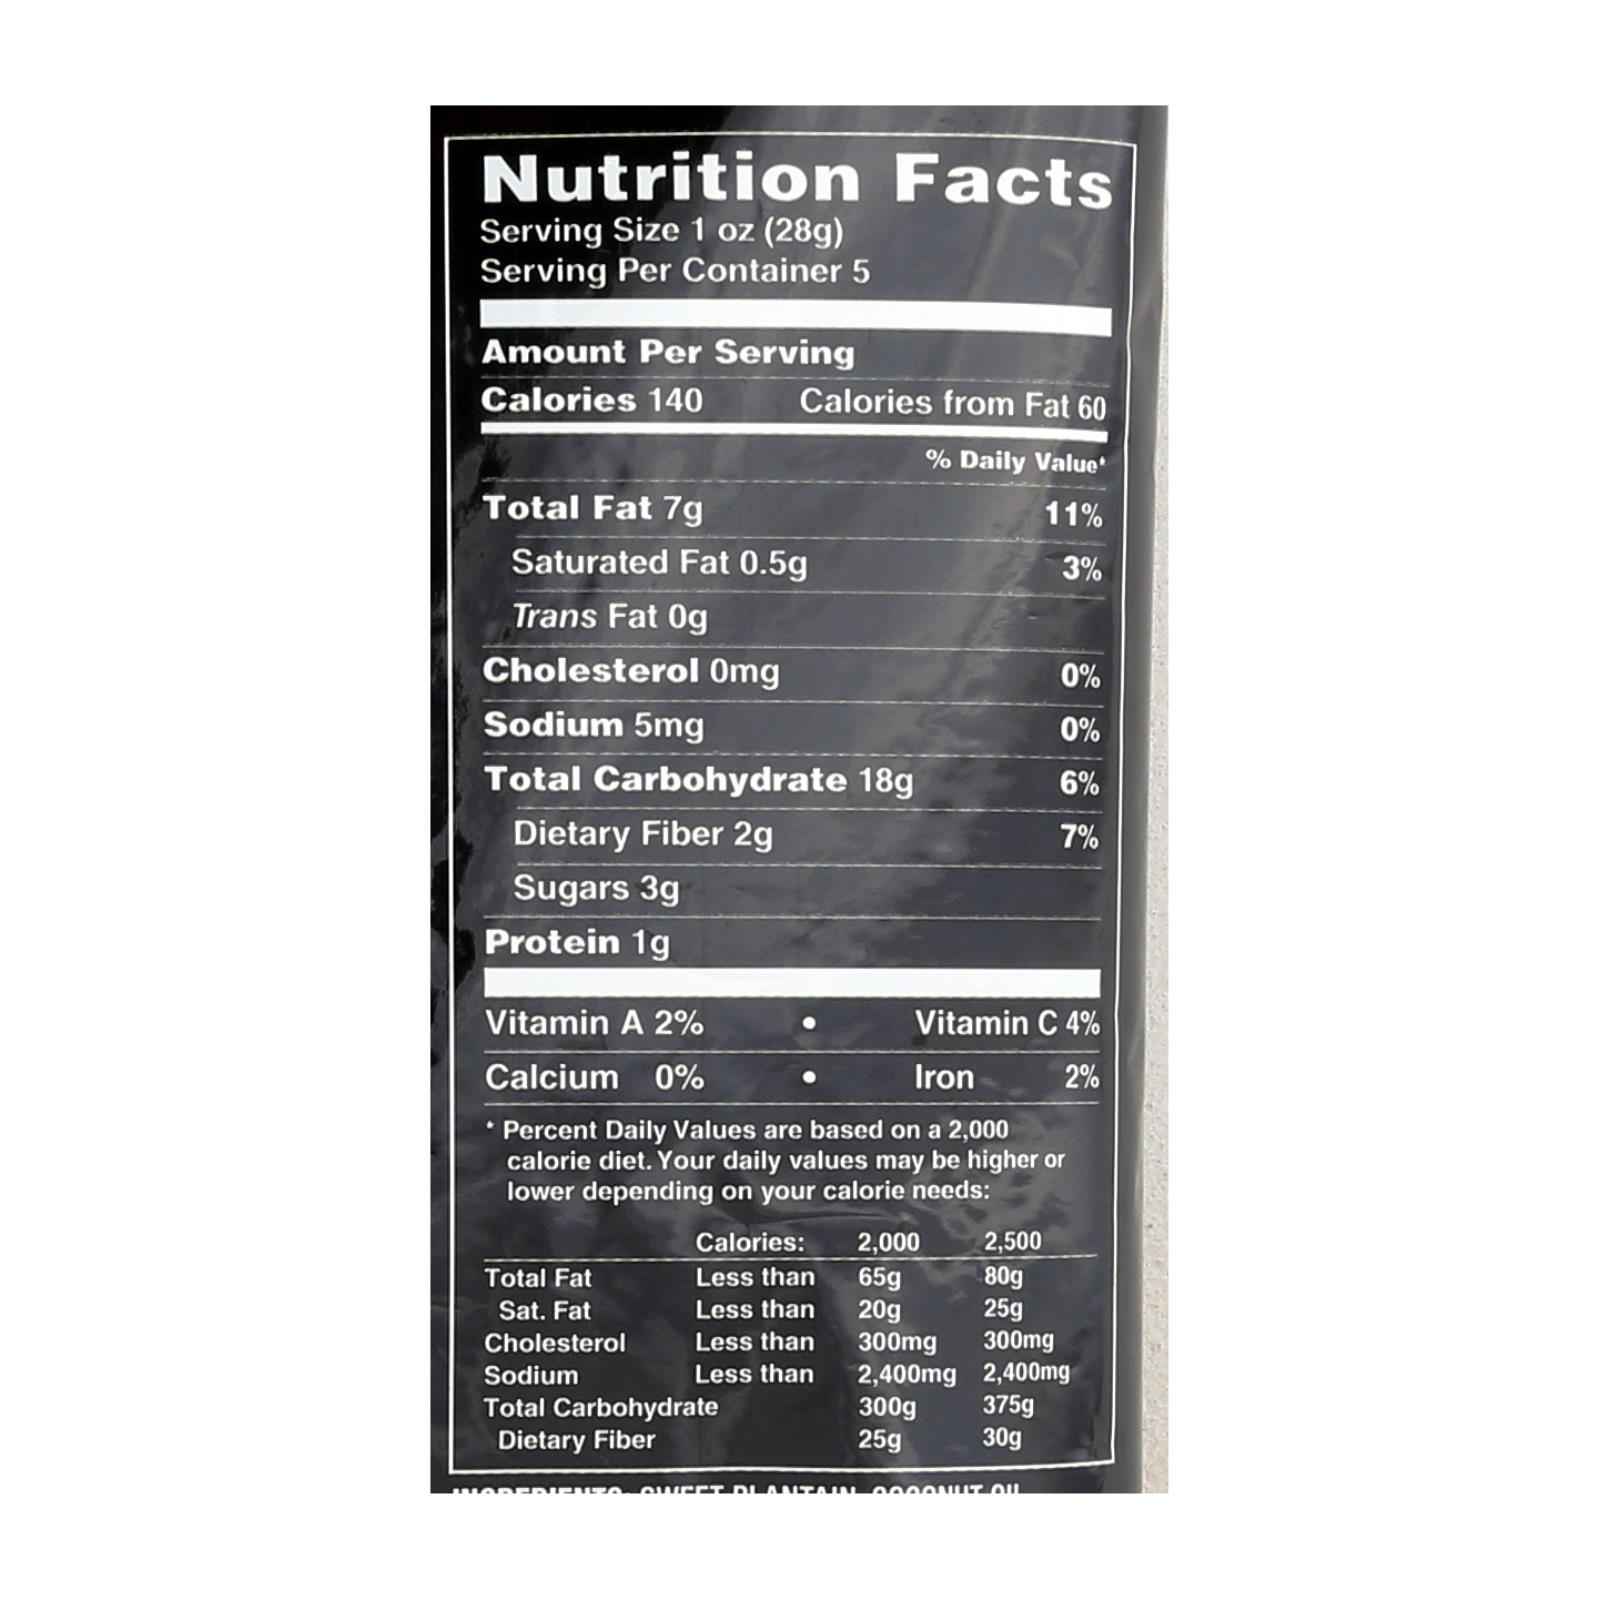 Nutrition Facts
Serving Size 1 oz (28g)
Serving Per Container 5
Amount Per Serving
Calories 140 Calories from Fat 60
% Daily Value*
Total Fat 7g 11%
Saturated Fat 0.5g 3%
Trans Fat 0g
Cholesterol 0mg 0%
Sodium 5mg 0%
Total Carbohydrate 18g 6%
Dietary Fiber 2g 7%
Sugars 3g
Protein 1g
Vitamin A 2% • Vitamin C 4%
Calcium 0% • Iron 2%
* Percent Daily Values are based on a 2,000
calorie diet. Your daily values may be higher or
lower depending on your calorie needs:
Calories: 2,000 2,500
Total Fat Less than 65g 80g
Sat. Fat Less than 20g 25g
Cholesterol Less than 300mg 300mg
Sodium Less than 2,400mg 2,400mg
Total Carbohydrate 300g 375g
Dietary Fiber 25g 30g
INGREDIENTS: SWEET PLANTAIN, COCONUT OIL